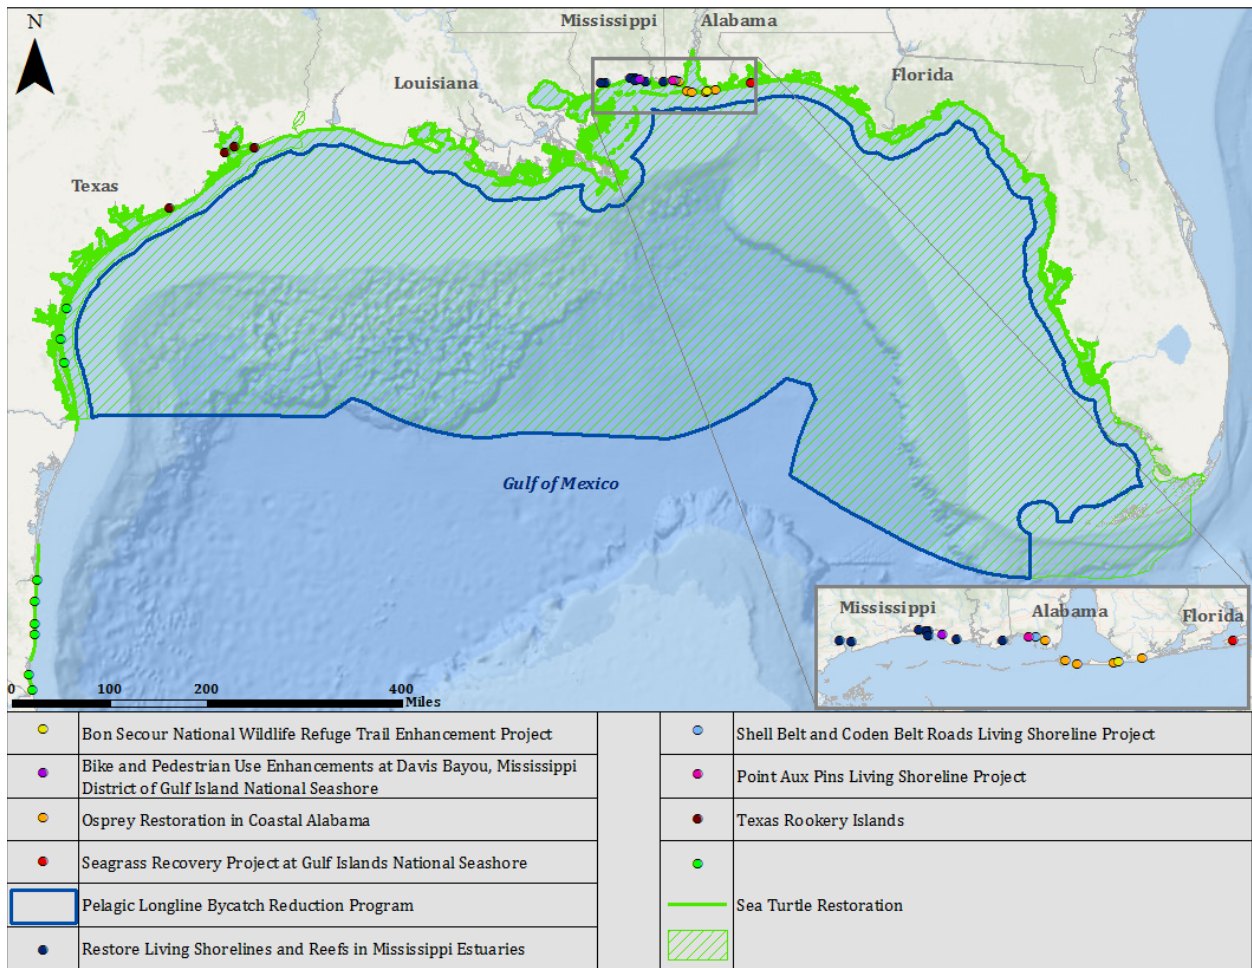 N
Mississippi
Alabama
Louisiana
Florida
Texas
Gulf of Mexico
Mississippi
Alabama
Florida
0
100
200
400
Miles
Bon Secour National Wildlife Refuge Trail Enhancement Project
Shell Belt and Coden Belt Roads Living Shoreline Project
Bike and Pedestrian Use Enhancements at Davis Bayou, Mississippi
District of Gulf Island National Seashore
Point Aux Pins Living Shoreline Project
Osprey Restoration in Coastal Alabama
Texas Rookery Islands
Seagrass Recovery Project at Gulf Islands National Seashore
Pelagic Longline Bycatch Reduction Program
Sea Turtle Restoration
Restore Living Shorelines and Reefs in Mississippi Estuaries